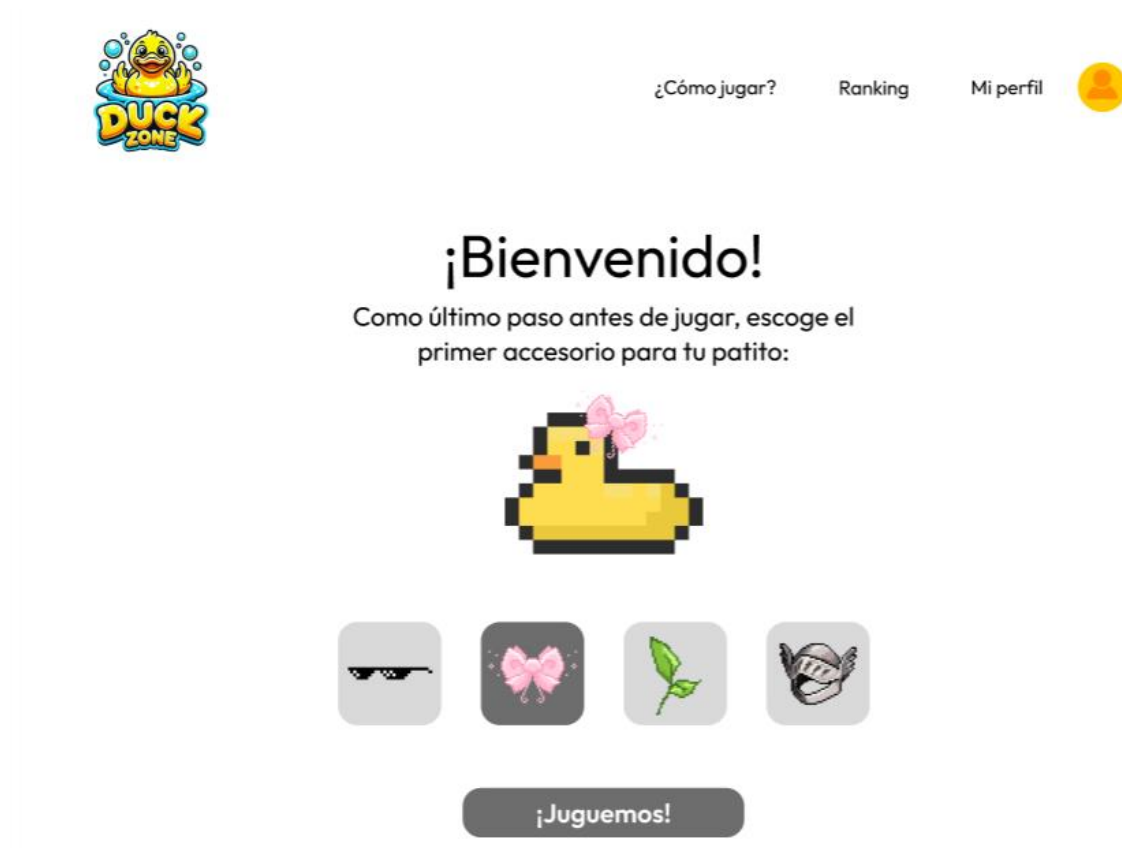 DUCK
ZONE
¿Cómo jugar?
Ranking
Mi perfil
¡Bienvenido!
Como último paso antes de jugar, escoge el
primer accesorio para tu patito:
¡Juguemos!